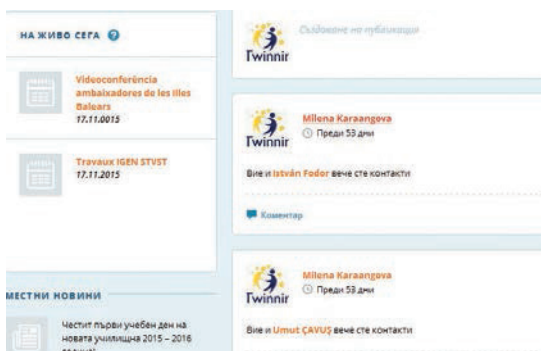 НА ЖИВО СЕГА ?
Videoconferència
ambaixadores de les Illes
Balears
17.11.0015
Travaux IGEN STVST
17.11.2015
МЕСТНИ НОВИНИ
Честит първи учебен ден на
новата училищна 2015 – 2016
година!
Twinnir
Създаване на публикация
Twinnir
Milena Karaangova
Преди 53 дни
Вие и István Fodor вече сте контакти
Коментар
Twinnir
Milena Karaangova
Преди 53 дни
Вие и Umut ÇAVUŞ вече сте контакти